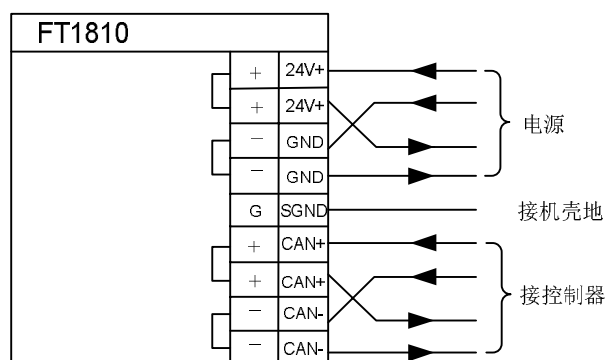 FT1810
+ 24V+
+ 24V+
— GND
— GND
电源
G SGND
接机壳地
+ CAN+
+ CAN+
— CAN-
— CAN-
接控制器